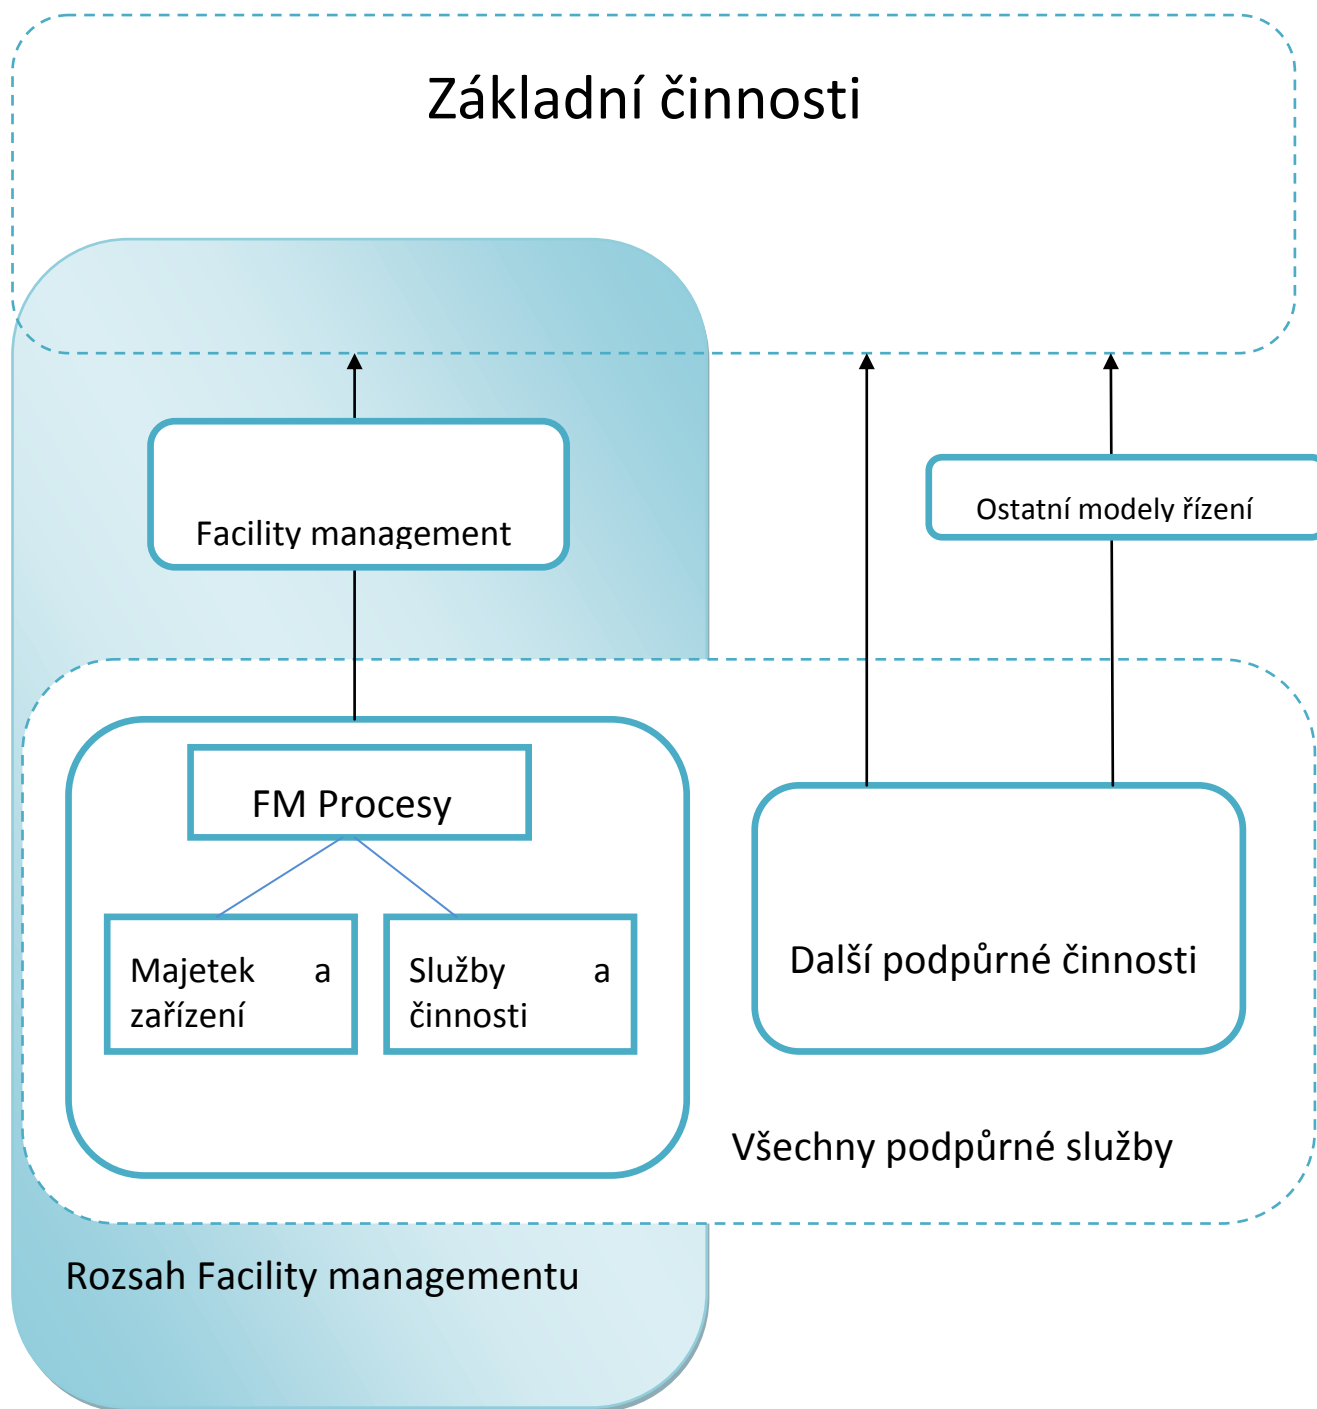 Základní činnosti
Facility management
Ostatní modely řízení
FM Procesy
Majetek a
zařízení
Služby a
činnosti
Další podpůrné činnosti
Všechny podpůrné služby
Rozsah Facility managementu